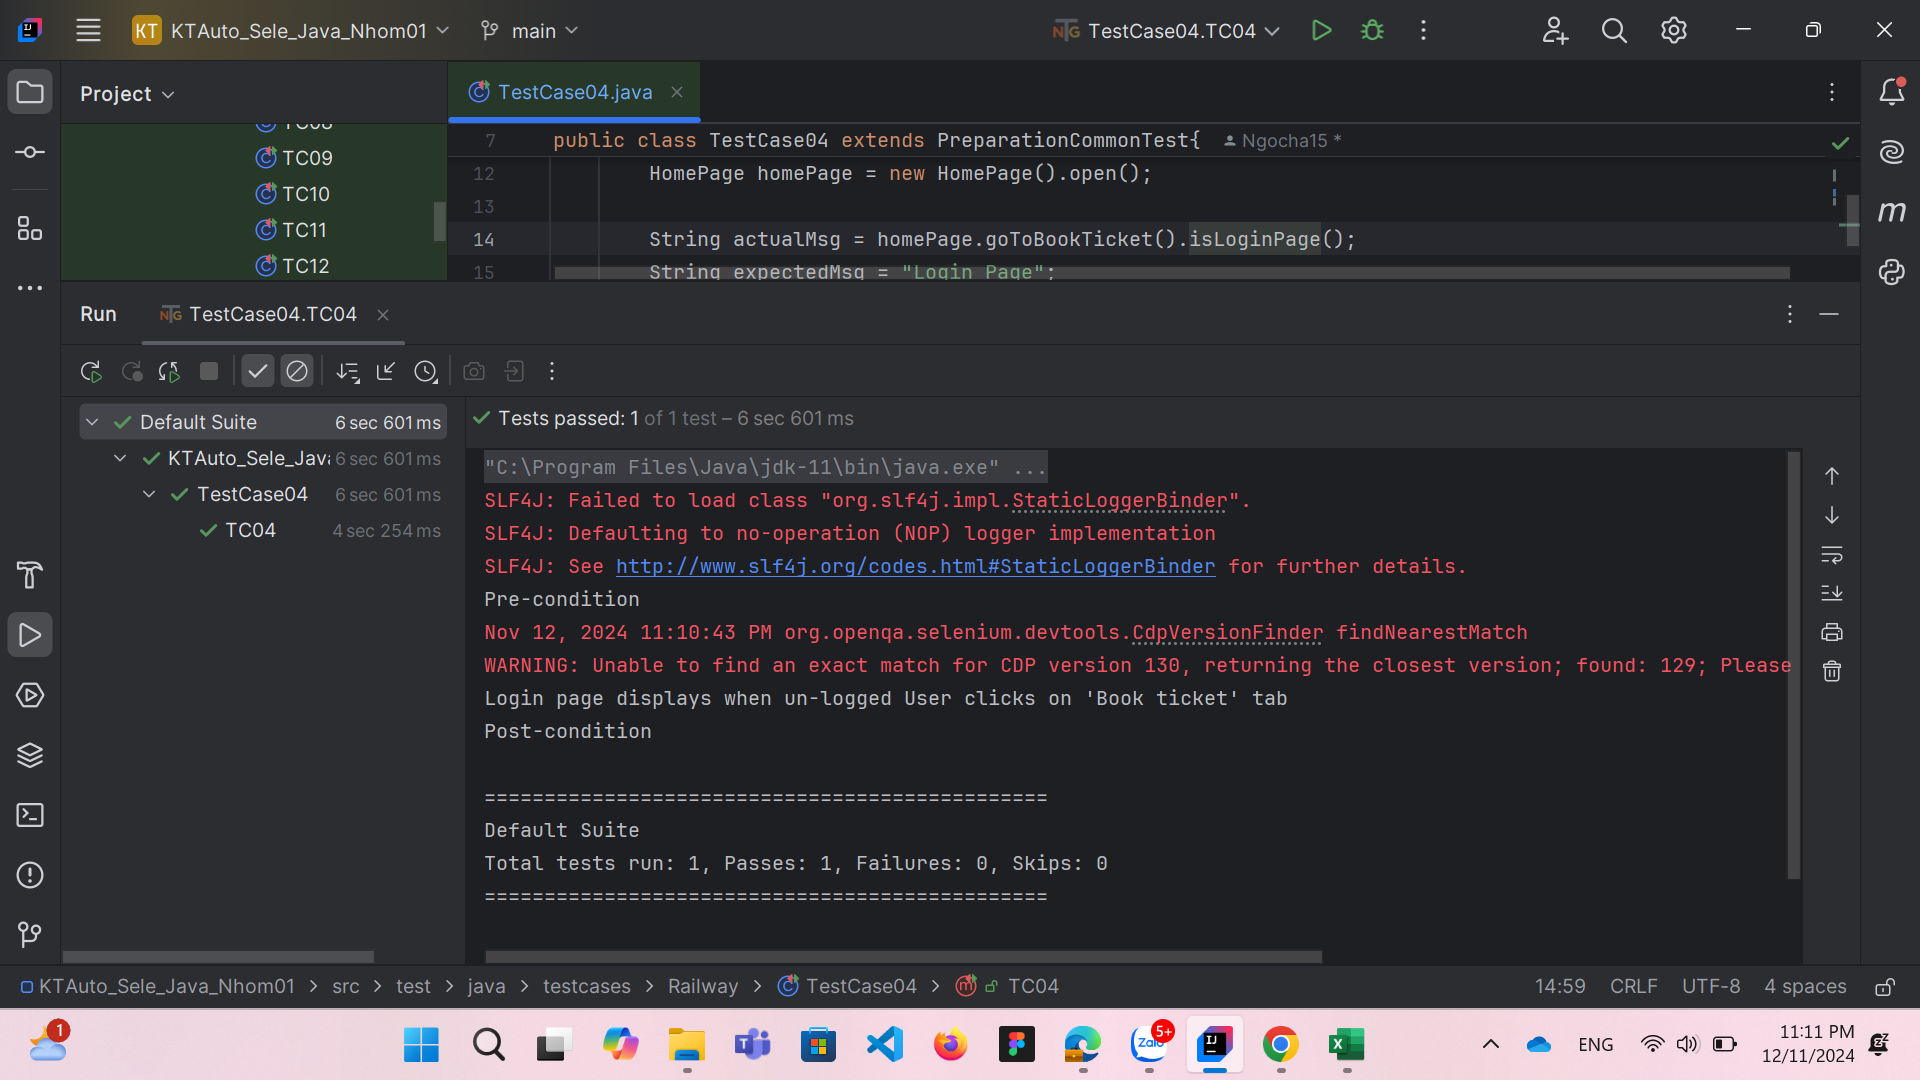 KT KTAuto_Sele_Java_Nhom01 main TestCase04.TC04
Project
TestCase04.java
TC08
TC09
TC10
TC11
TC12
7 public class TestCase04 extends PreparationCommonTest{ Ngocha15 *
12 HomePage homePage = new HomePage().open();
13
14 String actualMsg = homePage.goToBookTicket().isLoginPage();
15 String expectedMsg = "Login Page";
Run TestCase04.TC04
Default Suite 6 sec 601 ms
KTAuto_Sele_Java 6 sec 601 ms
TestCase04 6 sec 601 ms
TC04 4 sec 254 ms
Tests passed: 1 of 1 test – 6 sec 601 ms
"C:\Program Files\Java\jdk-11\bin\java.exe" ...
SLF4J: Failed to load class "org.slf4j.impl.StaticLoggerBinder".
SLF4J: Defaulting to no-operation (NOP) logger implementation
SLF4J: See http://www.slf4j.org/codes.html#StaticLoggerBinder for further details.
Pre-condition
Nov 12, 2024 11:10:43 PM org.openqa.selenium.devtools.CdpVersionFinder findNearestMatch
WARNING: Unable to find an exact match for CDP version 130, returning the closest version; found: 129; Please
Login page displays when un-logged User clicks on 'Book ticket' tab
Post-condition
===============================================
Default Suite
Total tests run: 1, Passes: 1, Failures: 0, Skips: 0
===============================================
KTAuto_Sele_Java_Nhom01 > src > test > java > testcases > Railway > TestCase04 > TC04
14:59 CRLF UTF-8 4 spaces
1
Zalo 5+
ENG
11:11 PM
12/11/2024